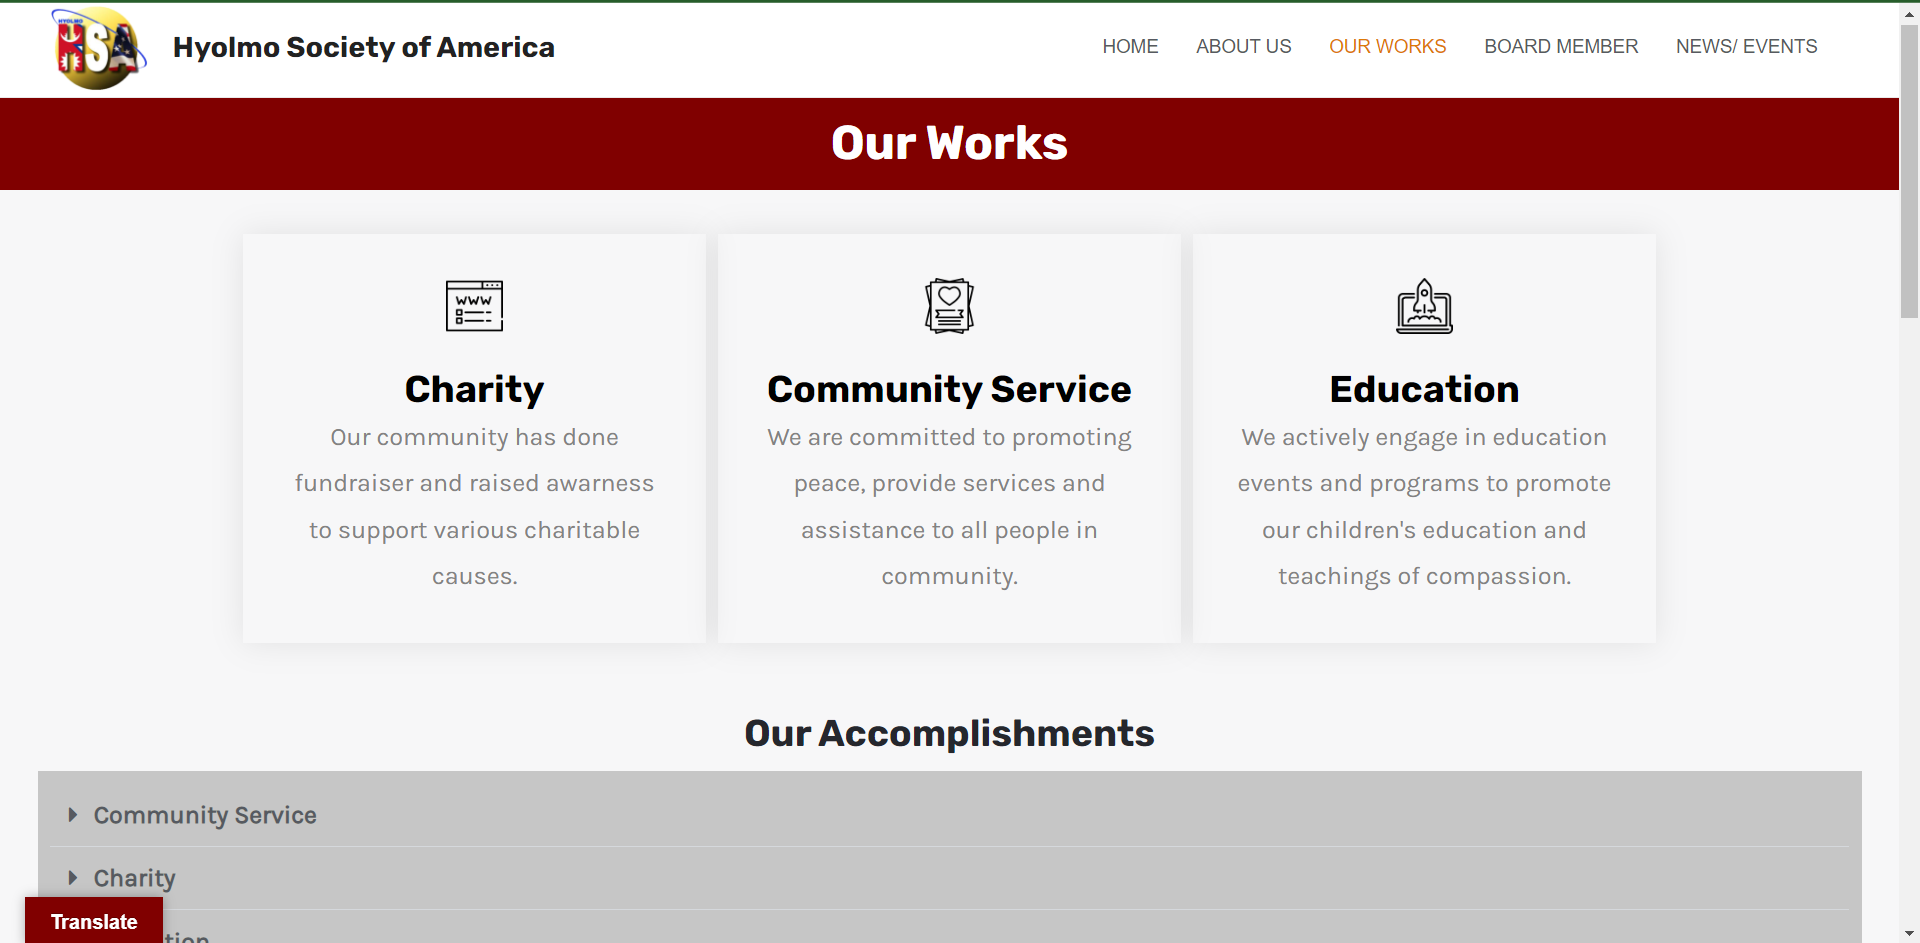 HYOLMO
HSA
Hyolmo Society of America
HOME ABOUT US OUR WORKS BOARD MEMBER NEWS/ EVENTS
Our Works
WWW
Charity
Our community has done
fundraiser and raised awarness
to support various charitable
causes.
Community Service
We are committed to promoting
peace, provide services and
assistance to all people in
community.
Education
We actively engage in education
events and programs to promote
our children's education and
teachings of compassion.
Our Accomplishments
Community Service
Charity
Translate